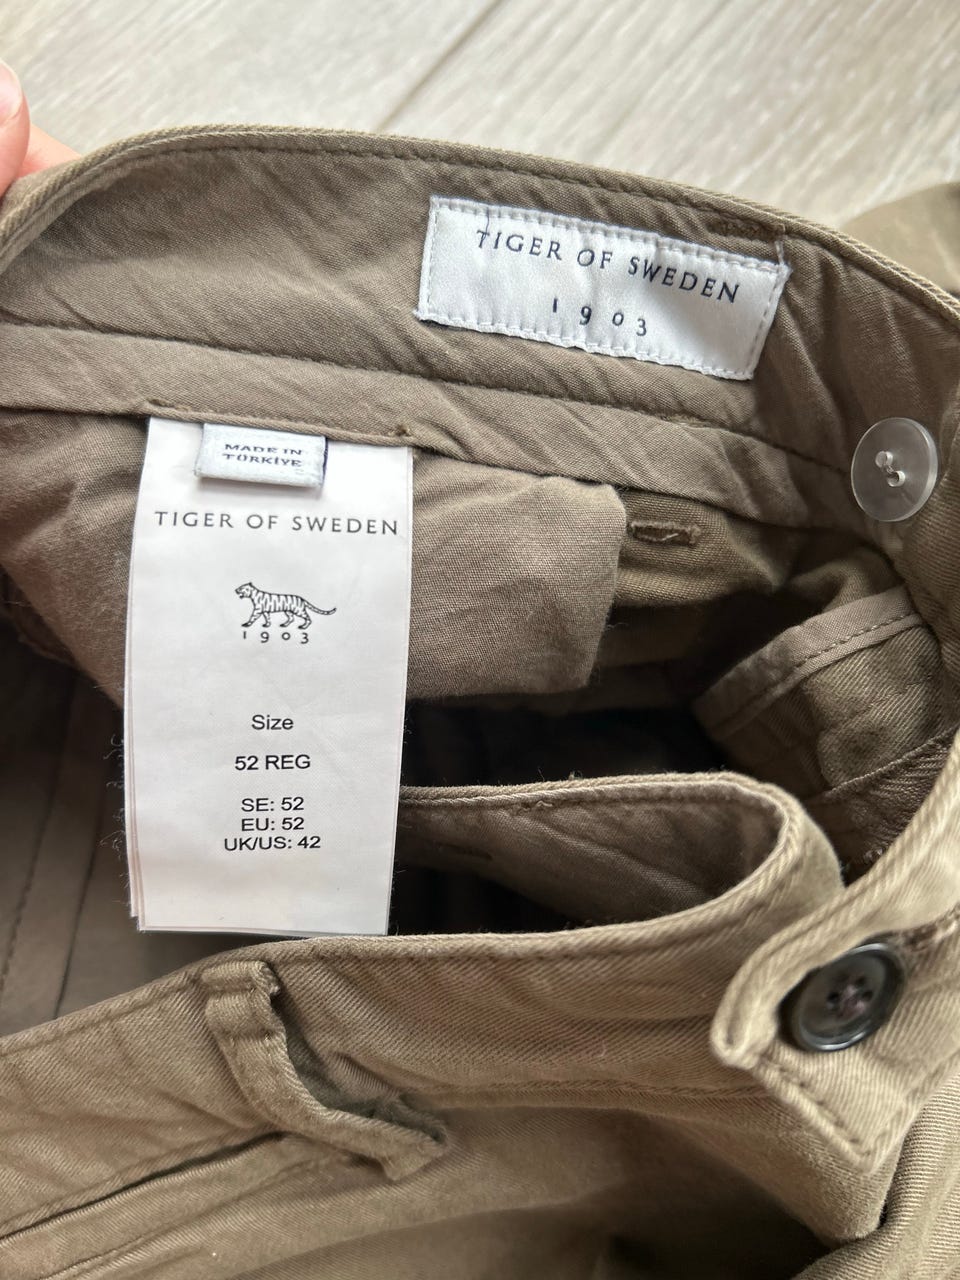 TIGER OF SWEDEN
1903
MADE IN
TÜRKİYE
TIGER OF SWEDEN
1903
Size
52 REG
SE: 52
EU: 52
UK/US: 42